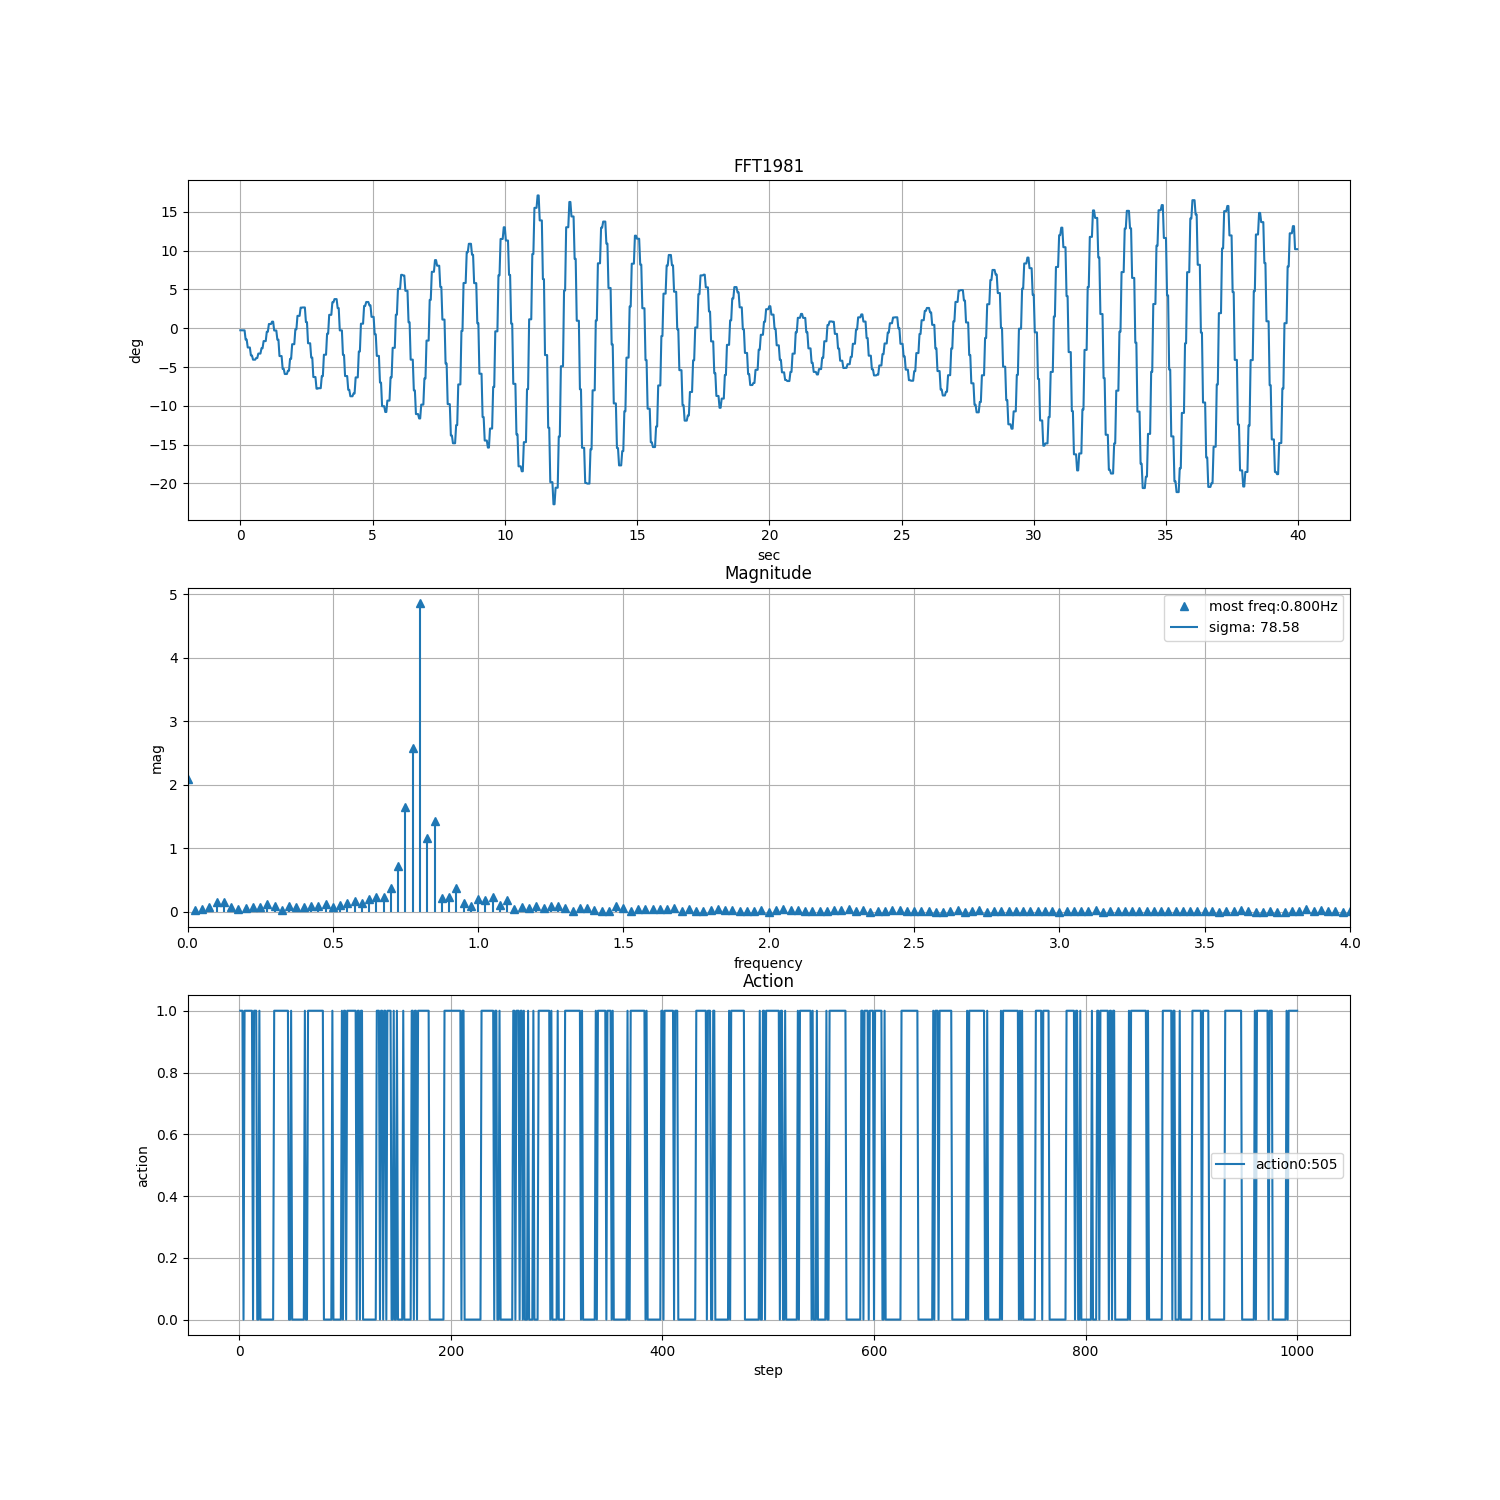 FFT1981
15
10
5
0
−5
−10
−15
−20
deg
0 5 10 15 20 25 30 35 40
sec
Magnitude
5
4
3
2
1
0
mag
most freq:0.800Hz
sigma: 78.58
0.0 0.5 1.0 1.5 2.0 2.5 3.0 3.5 4.0
frequency
Action
1.0
0.8
0.6
0.4
0.2
0.0
action
action0:505
0 200 400 600 800 1000
step